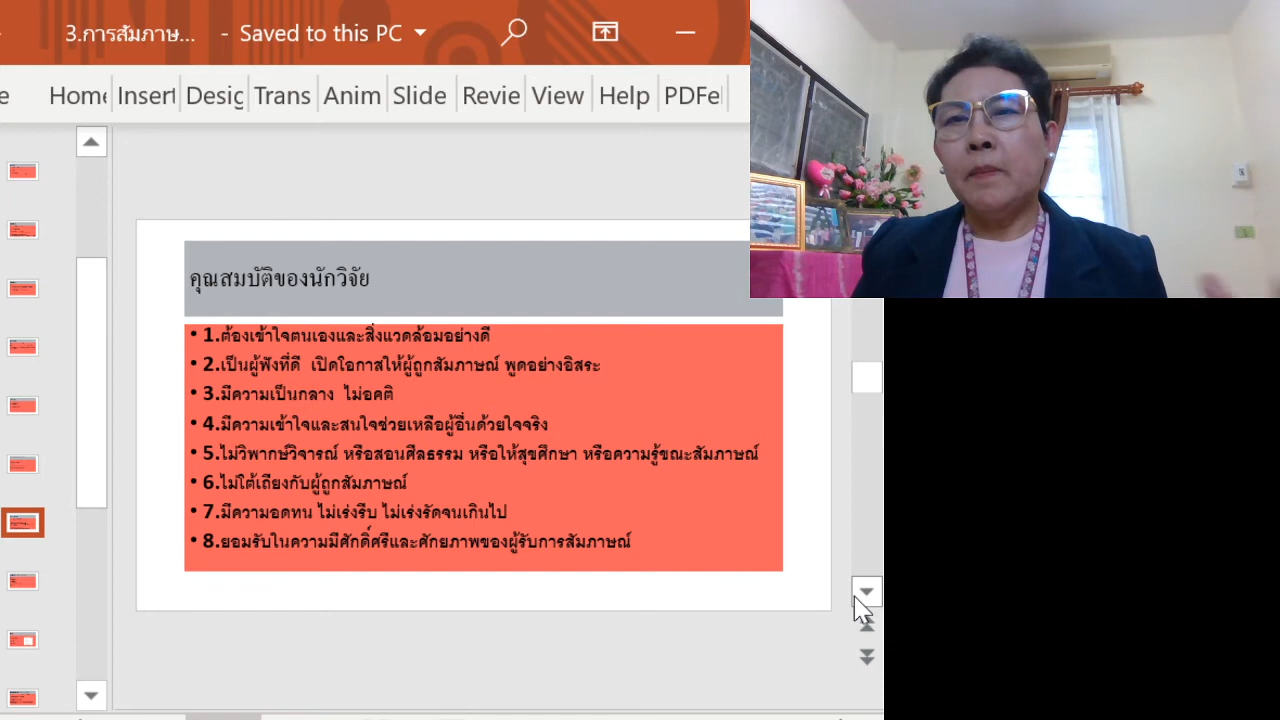 3.การสัมภาษ... - Saved to this PC
Home Insert Desig Trans Anim Slide Revie View Help PDFe
คุณสมบัติของนักวิจัย
• 1.ต้องเข้าใจตนเองและสิ่งแวดล้อมอย่างดี
• 2.เป็นผู้ฟังที่ดี เปิดโอกาสให้ผู้ถูกสัมภาษณ์ พูดอย่างอิสระ
• 3.มีความเป็นกลาง ไม่อคติ
• 4.มีความเข้าใจและสนใจช่วยเหลือผู้อื่นด้วยใจจริง
• 5.ไม่วิพากษ์วิจารณ์ หรือสอนศีลธรรม หรือให้สุขศึกษา หรือความรู้ขณะสัมภาษณ์
• 6.ไม่โต้เถียงกับผู้ถูกสัมภาษณ์
• 7.มีความอดทน ไม่เร่งรีบ ไม่เร่งรัดจนเกินไป
• 8.ยอมรับในความมีศักดิ์ศรีและศักยภาพของผู้รับการสัมภาษณ์